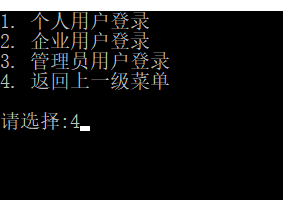 1. 个人用户登录
2. 企业用户登录
3. 管理员用户登录
4. 返回上一级菜单
请选择:4